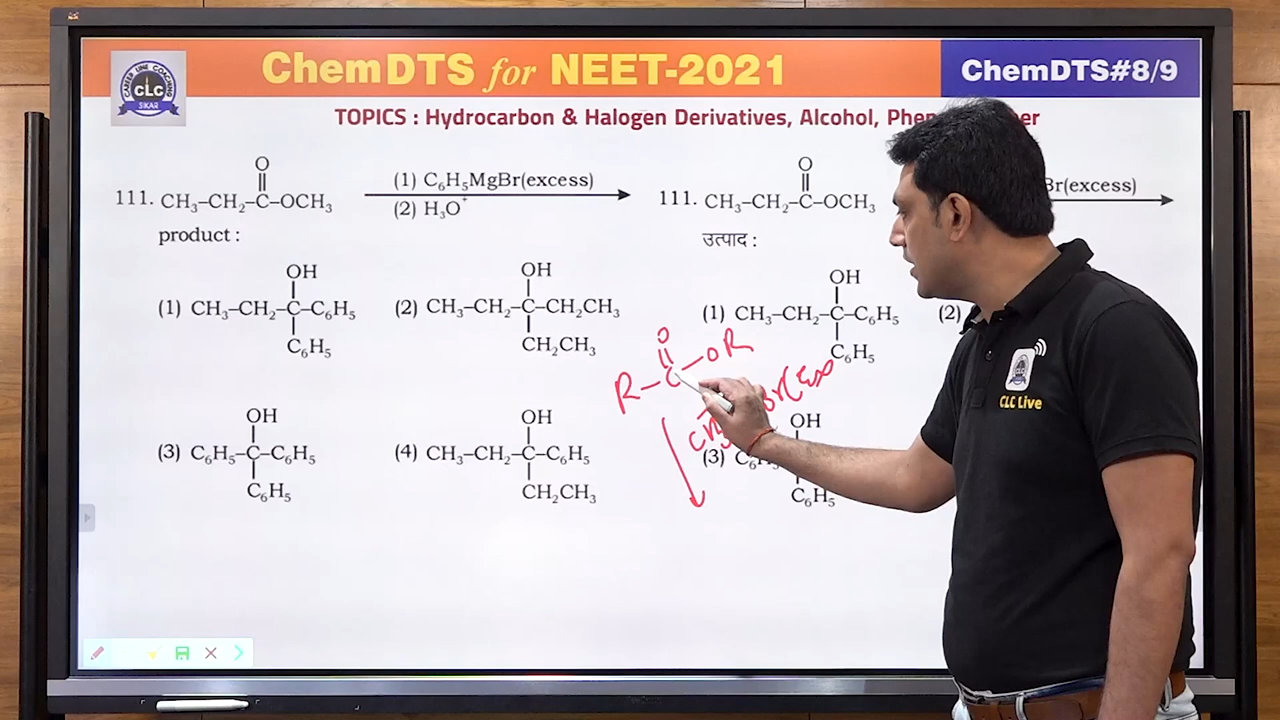 ChemDTS for NEET-2021
ChemDTS#8/9
CLC
SIKAR
TOPICS : Hydrocarbon & Halogen Derivatives, Alcohol,
111. CH₃–CH₂–C–OCH₃
O
(1) C₆H₅MgBr(excess)
(2) H₃O⁺
product :
OH
(1) CH₃–CH₂–C–C₆H₅
C₆H₅
OH
(2) CH₃–CH₂–C–CH₂CH₃
CH₂CH₃
OH
(3) C₆H₅–C–C₆H₅
C₆H₅
OH
(4) CH₃–CH₂–C–C₆H₅
CH₂CH₃
111. CH₃–CH₂–C–OCH₃
O
Br(excess)
उत्पाद :
OH
(1) CH₃–CH₂–C–C₆H₅
C₆H₅
(2)
OH
(3) C₆H₅
C₆H₅
O
R–C–OR
CLC Live